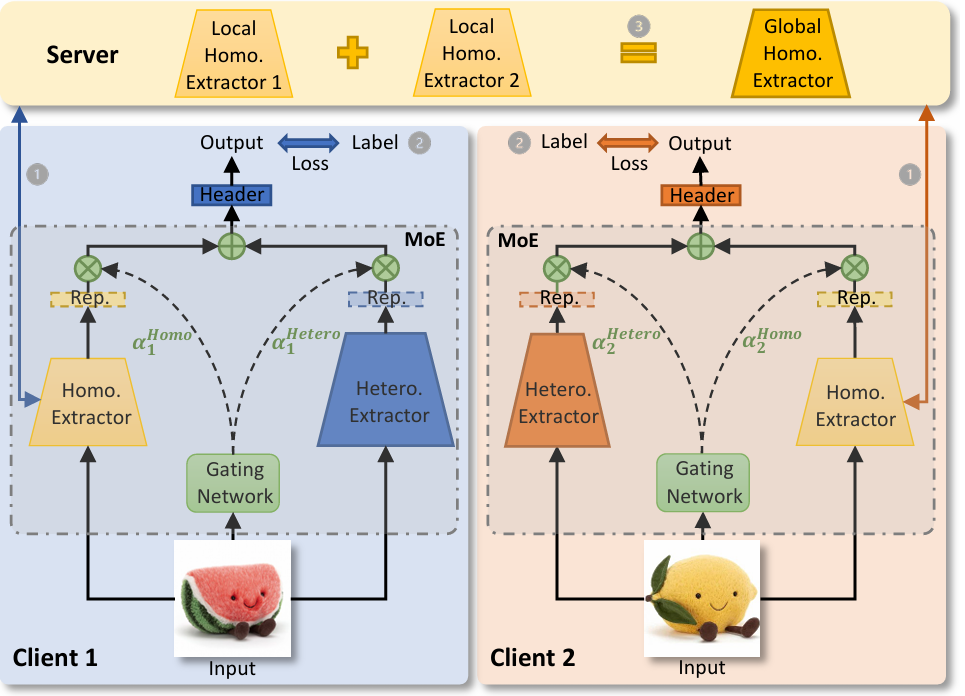 Server
Local
Homo.
Extractor 1
Local
Homo.
Extractor 2
3
Global
Homo.
Extractor
1
Output
Loss
Label
2
Header
MoE
Rep.
Rep.
α₁^Homo
α₁^Hetero
Homo.
Extractor
Hetero.
Extractor
Gating
Network
Client 1
Input
2
Label
Loss
Output
1
Header
MoE
Rep.
Rep.
α₂^Hetero
α₂^Homo
Hetero.
Extractor
Homo.
Extractor
Gating
Network
Client 2
Input